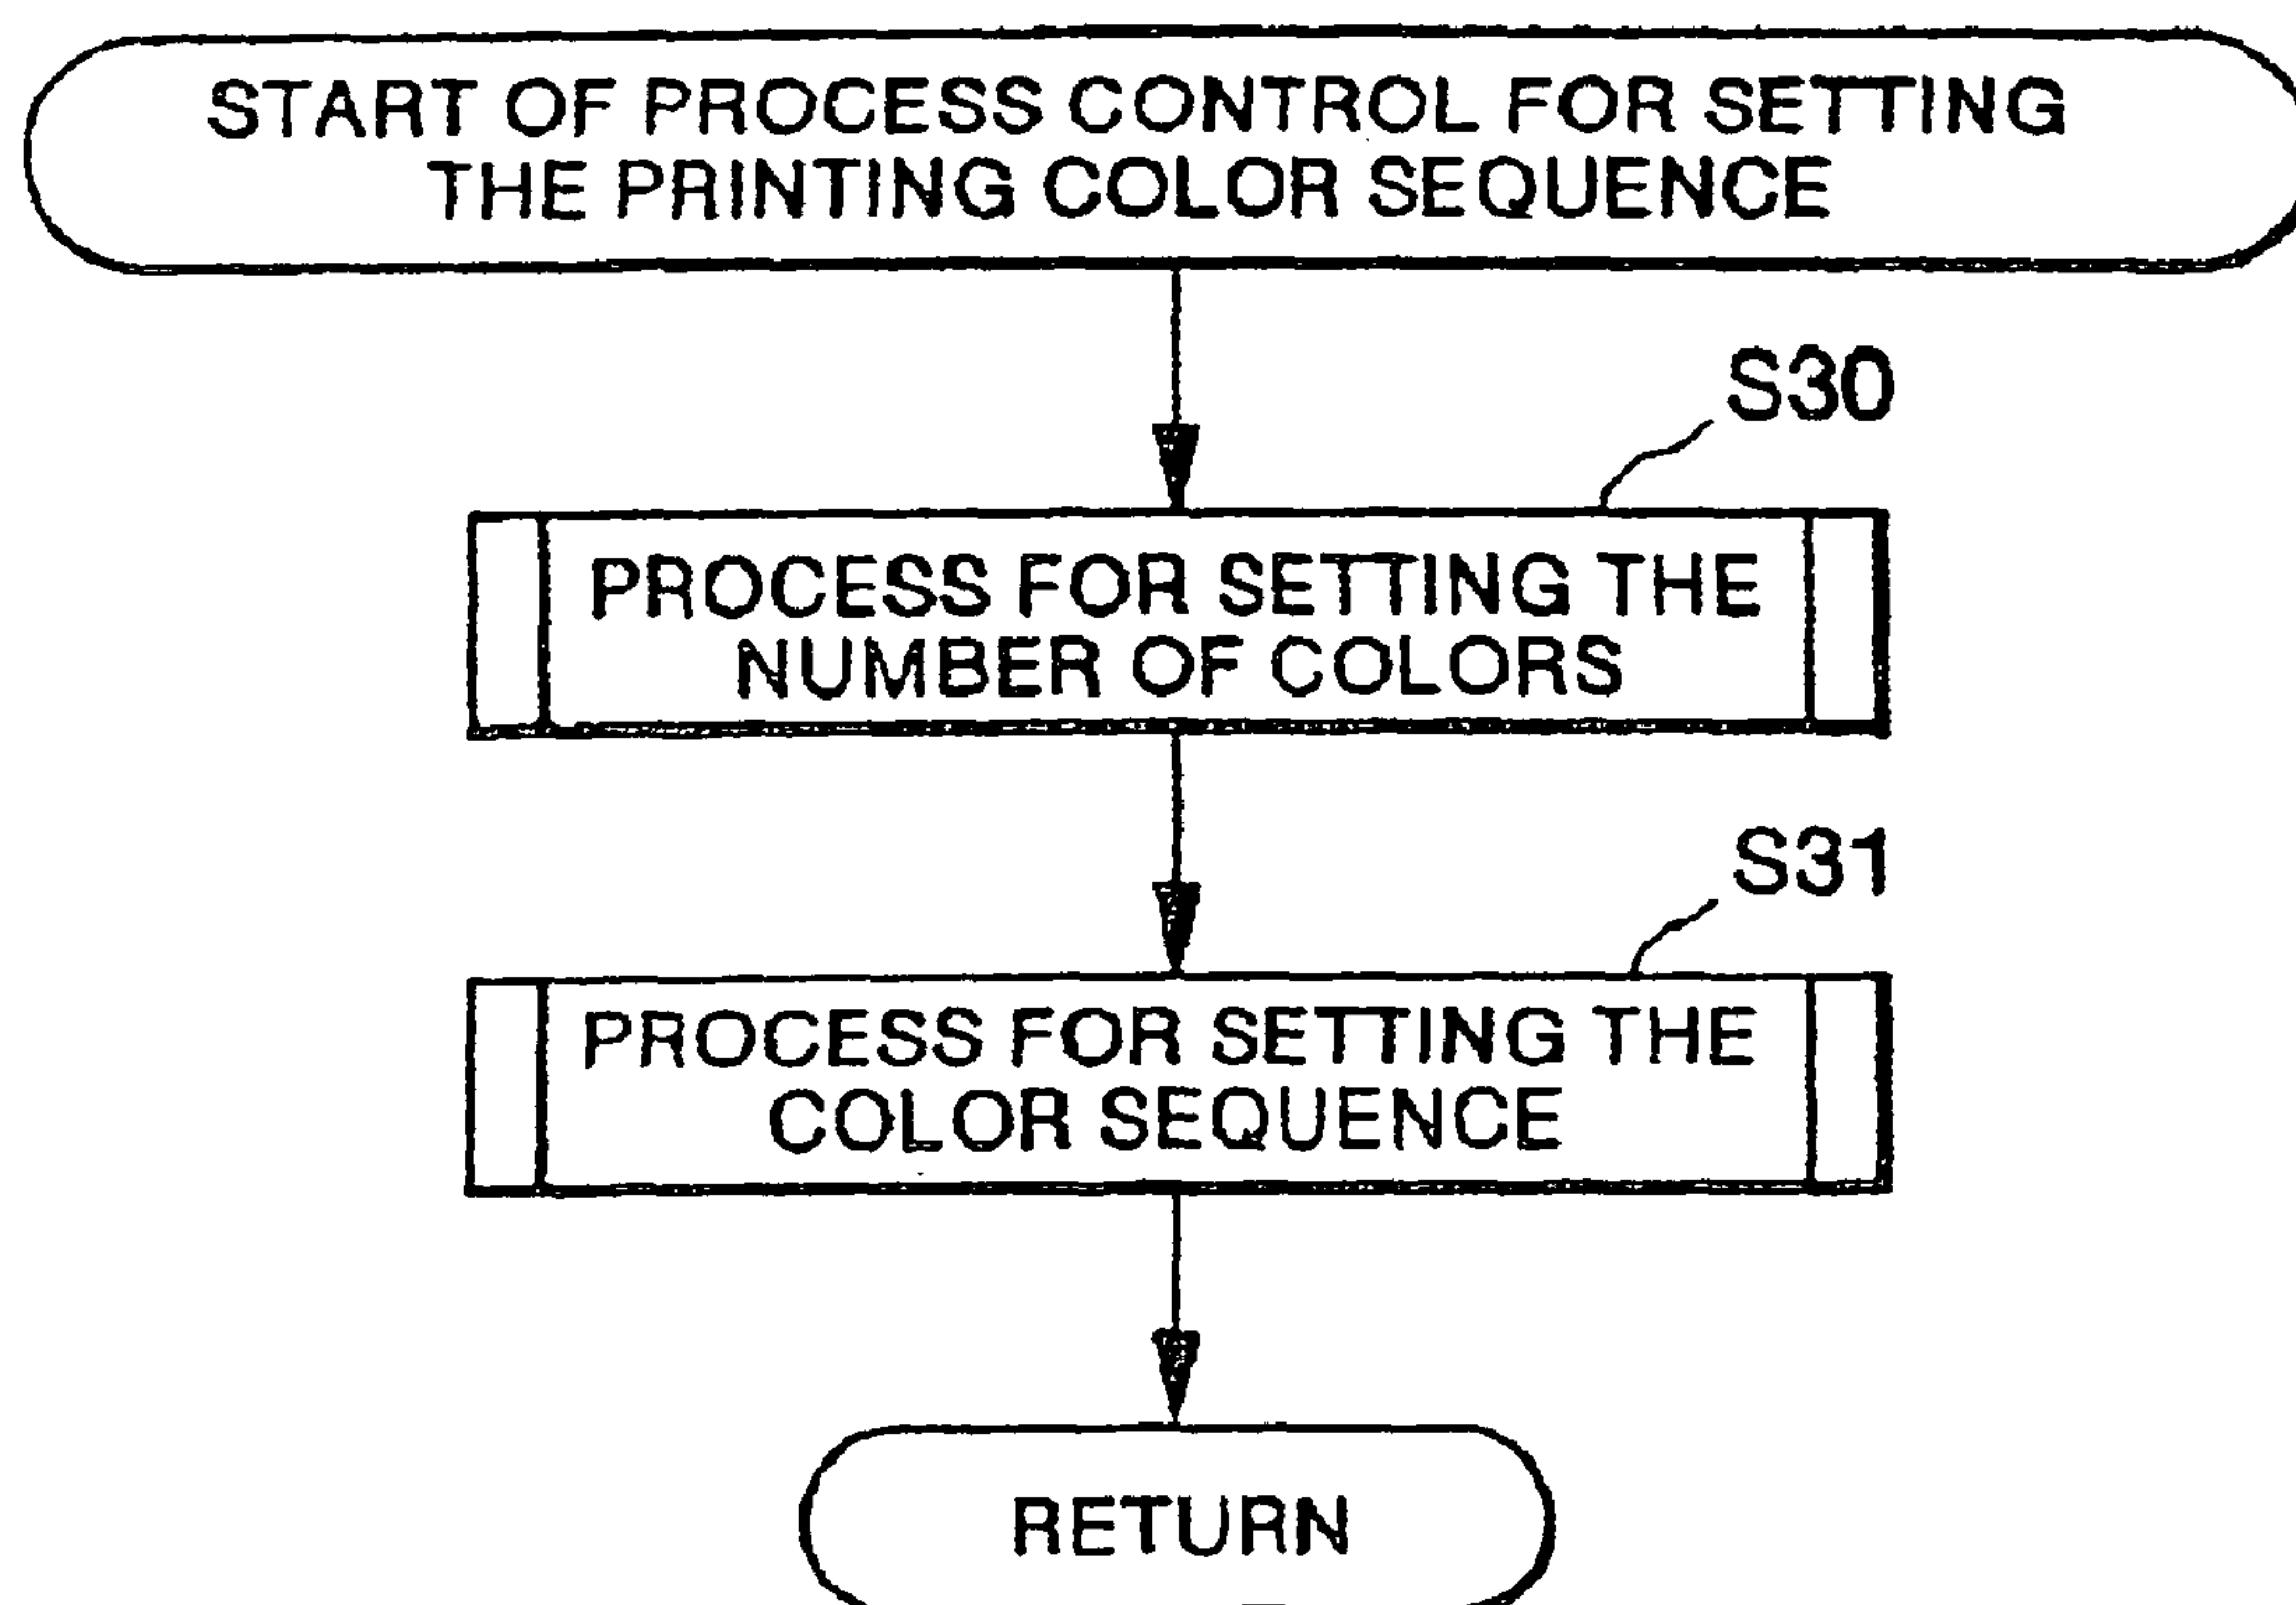 START OF PROCESS CONTROL FOR SETTING
THE PRINTING COLOR SEQUENCE
S30
PROCESS FOR SETTING THE
NUMBER OF COLORS
S31
PROCESS FOR SETTING THE
COLOR SEQUENCE
RETURN